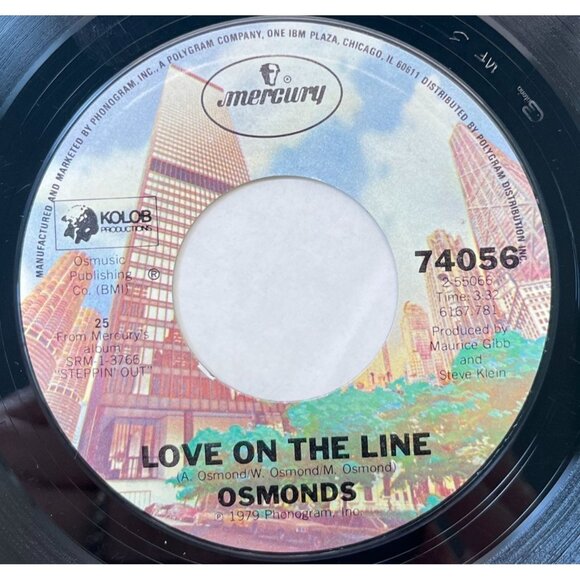 MANUFACTURED AND MARKETED BY PHONOGRAM, INC., A POLYGRAM COMPANY, ONE IBM PLAZA, CHICAGO, IL 60611 DISTRIBUTED BY POLYGRAM DISTRIBUTION INC.
mercury
KOLOB
PRODUCTIONS
Osmusic
Publishing
Co. (BMI) ®
25
From Mercury's
album
SRM-1-3766
"STEPPIN' OUT"
74056
2-55066
Time: 3:32
6167.781
Produced by
Maurice Gibb
and
Steve Klein
LOVE ON THE LINE
(A. Osmond/W. Osmond/M. Osmond)
OSMONDS
℗ 1979 Phonogram, Inc.